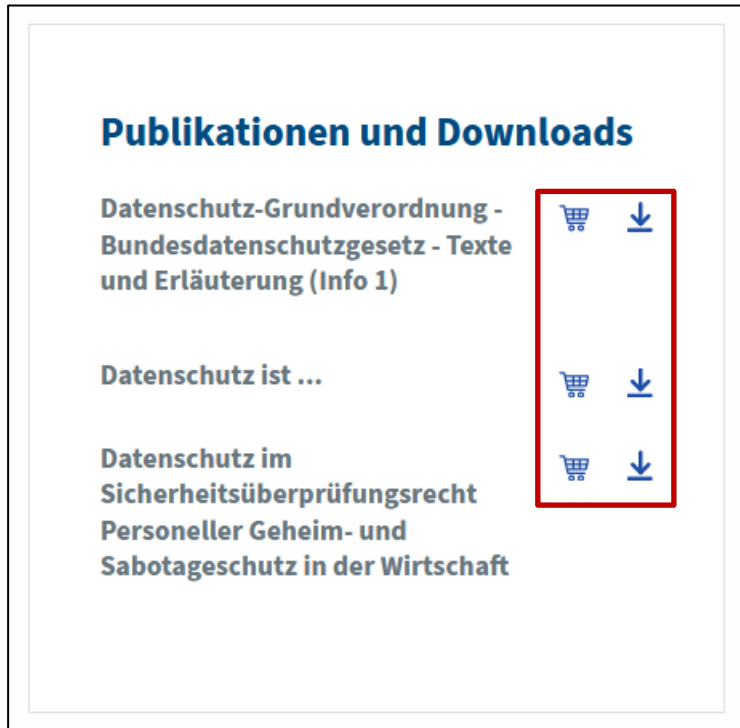 Publikationen und Downloads
Datenschutz-Grundverordnung -
Bundesdatenschutzgesetz - Texte
und Erläuterung (Info 1)
Datenschutz ist ...
Datenschutz im
Sicherheitsüberprüfungsrecht
Personeller Geheim- und
Sabotageschutz in der Wirtschaft